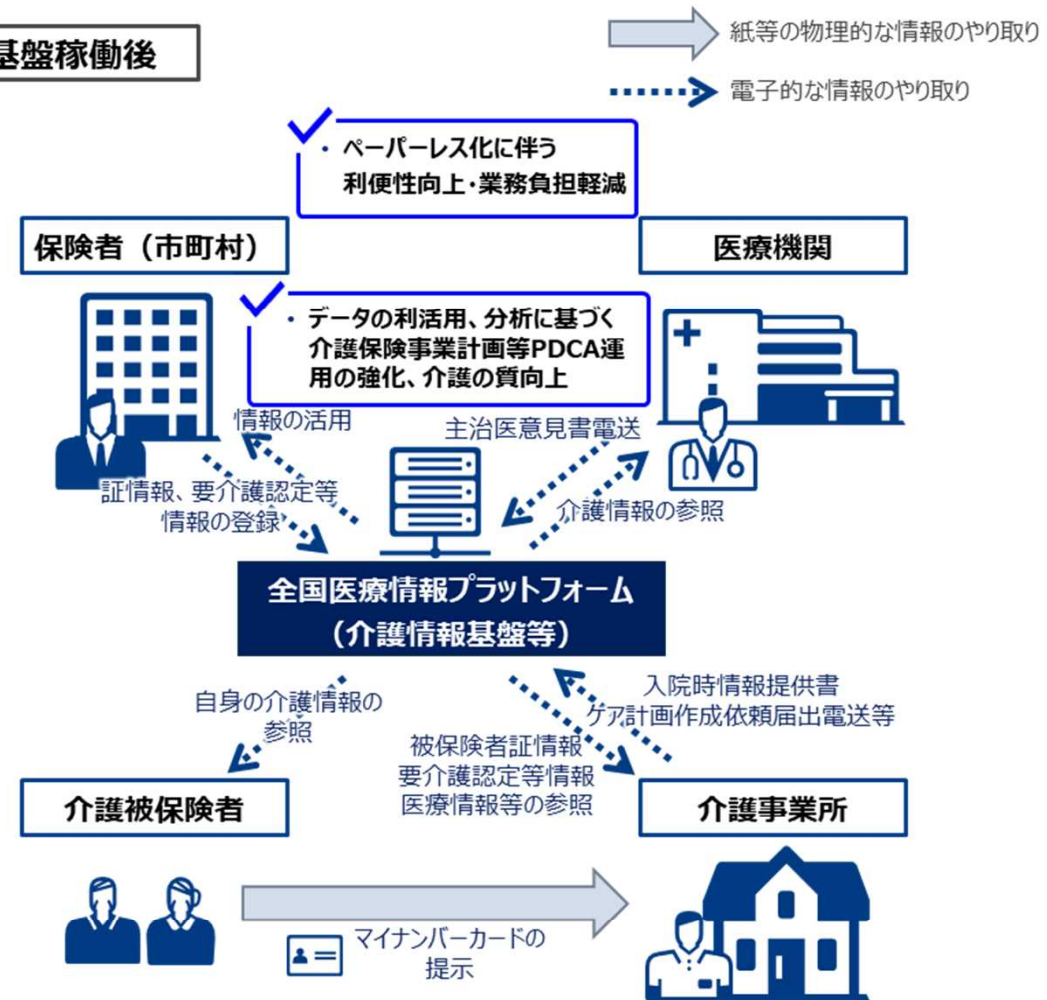 基盤稼働後
紙等の物理的な情報のやり取り
電子的な情報のやり取り
・ ペーパーレス化に伴う
利便性向上・業務負担軽減
保険者（市町村）
医療機関
・ データの利活用、分析に基づく
介護保険事業計画等PDCA運
用の強化、介護の質向上
情報の活用
主治医意見書電送
証情報、要介護認定等
情報の登録
介護情報の参照
全国医療情報プラットフォーム
（介護情報基盤等）
自身の介護情報の
参照
入院時情報提供書
ケア計画作成依頼届出電送等
被保険者証情報
要介護認定等情報
医療情報等の参照
介護被保険者
介護事業所
マイナンバーカードの
提示